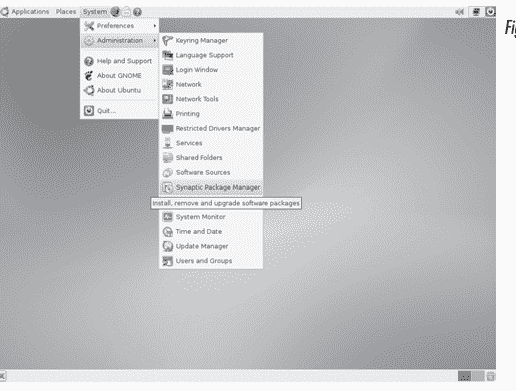 Applications Places System
Preferences
Administration
Help and Support
About GNOME
About Ubuntu
Quit...
Keyring Manager
Language Support
Login Window
Network
Network Tools
Printing
Restricted Drivers Manager
Services
Shared Folders
Software Sources
Synaptic Package Manager
Install, remove and upgrade software packages
System Monitor
Time and Date
Update Manager
Users and Groups